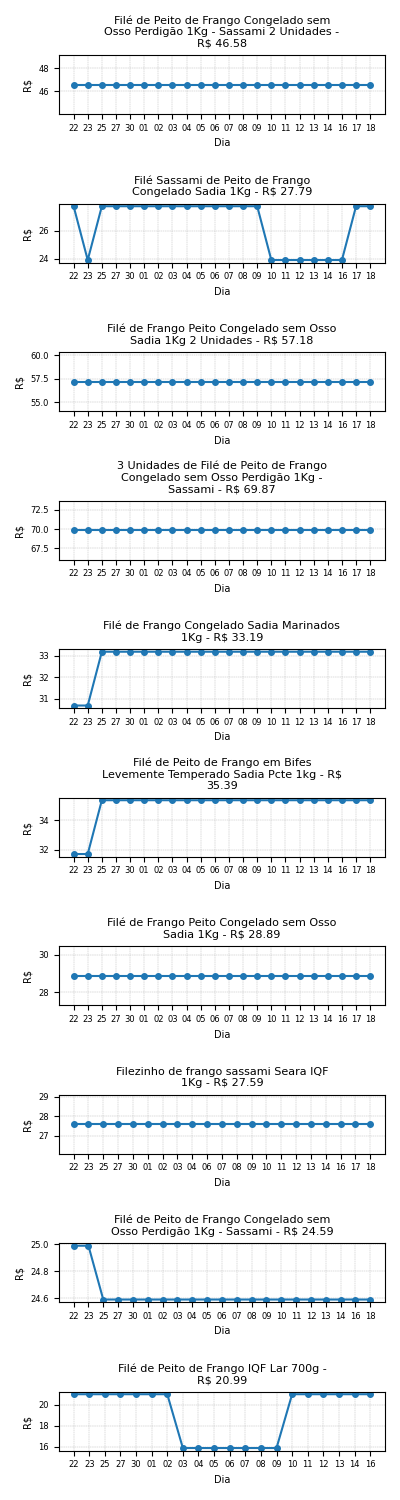 Filé de Peito de Frango Congelado sem
Osso Perdigão 1Kg - Sassami 2 Unidades -
R$ 46.58
48
46
R$
22 23 25 27 30 01 02 03 04 05 06 07 08 09 10 11 12 13 14 16 17 18
Dia
Filé Sassami de Peito de Frango
Congelado Sadia 1Kg - R$ 27.79
26
24
R$
22 23 25 27 30 01 02 03 04 05 06 07 08 09 10 11 12 13 14 16 17 18
Dia
Filé de Frango Peito Congelado sem Osso
Sadia 1Kg 2 Unidades - R$ 57.18
60.0
57.5
55.0
R$
22 23 25 27 30 01 02 03 04 05 06 07 08 09 10 11 12 13 14 16 17 18
Dia
3 Unidades de Filé de Peito de Frango
Congelado sem Osso Perdigão 1Kg -
Sassami - R$ 69.87
72.5
70.0
67.5
R$
22 23 25 27 30 01 02 03 04 05 06 07 08 09 10 11 12 13 14 16 17 18
Dia
Filé de Frango Congelado Sadia Marinados
1Kg - R$ 33.19
33
32
31
R$
22 23 25 27 30 01 02 03 04 05 06 07 08 09 10 11 12 13 14 16 17 18
Dia
Filé de Peito de Frango em Bifes
Levemente Temperado Sadia Pcte 1kg - R$
35.39
34
32
R$
22 23 25 27 30 01 02 03 04 05 06 07 08 09 10 11 12 13 14 16 17 18
Dia
Filé de Frango Peito Congelado sem Osso
Sadia 1Kg - R$ 28.89
30
28
R$
22 23 25 27 30 01 02 03 04 05 06 07 08 09 10 11 12 13 14 16 17 18
Dia
Filezinho de frango sassami Seara IQF
1Kg - R$ 27.59
29
28
27
R$
22 23 25 27 30 01 02 03 04 06 07 08 09 10 11 12 13 14 16 17 18
Dia
Filé de Peito de Frango Congelado sem
Osso Perdigão 1Kg - Sassami - R$ 24.59
25.0
24.8
24.6
R$
22 23 25 27 30 01 02 03 04 05 06 07 08 09 10 11 12 13 14 16 17 18
Dia
Filé de Peito de Frango IQF Lar 700g -
R$ 20.99
20
18
16
R$
22 23 25 27 30 01 02 03 04 05 06 07 08 09 10 11 12 13 14 16
Dia